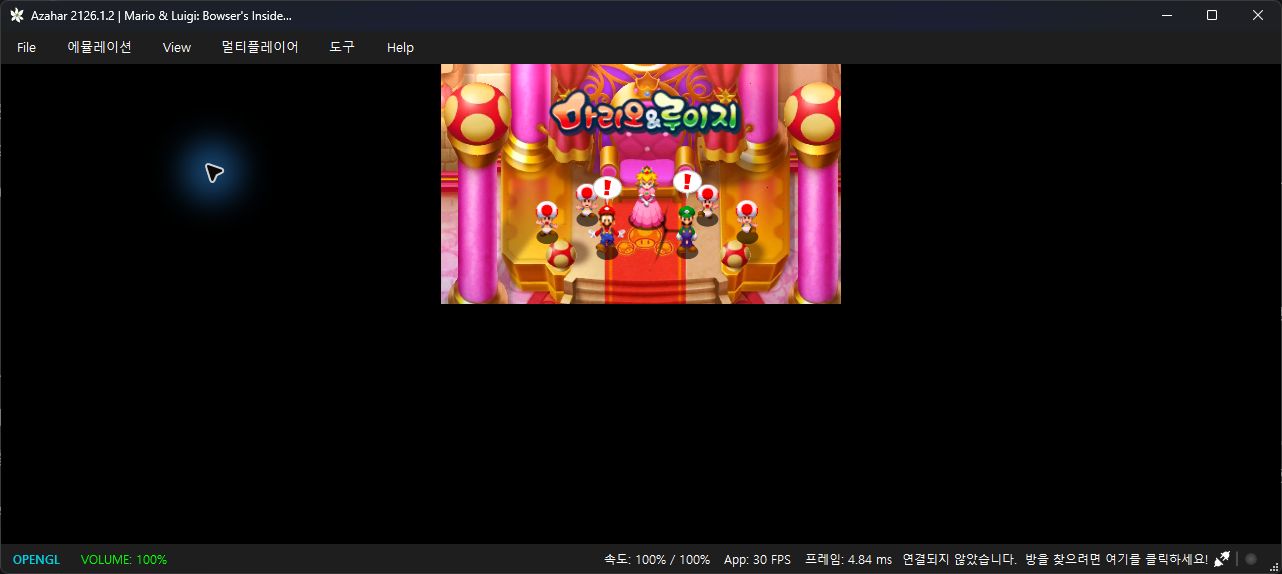 Azahar 2126.1.2 | Mario & Luigi: Bowser's Inside...
File 에뮬레이션 View 멀티플레이어 도구 Help
마리오&루이지
! !
OPENGL VOLUME: 100% 속도: 100% / 100% App: 30 FPS 프레임: 4.84 ms 연결되지 않았습니다. 방을 찾으려면 여기를 클릭하세요!